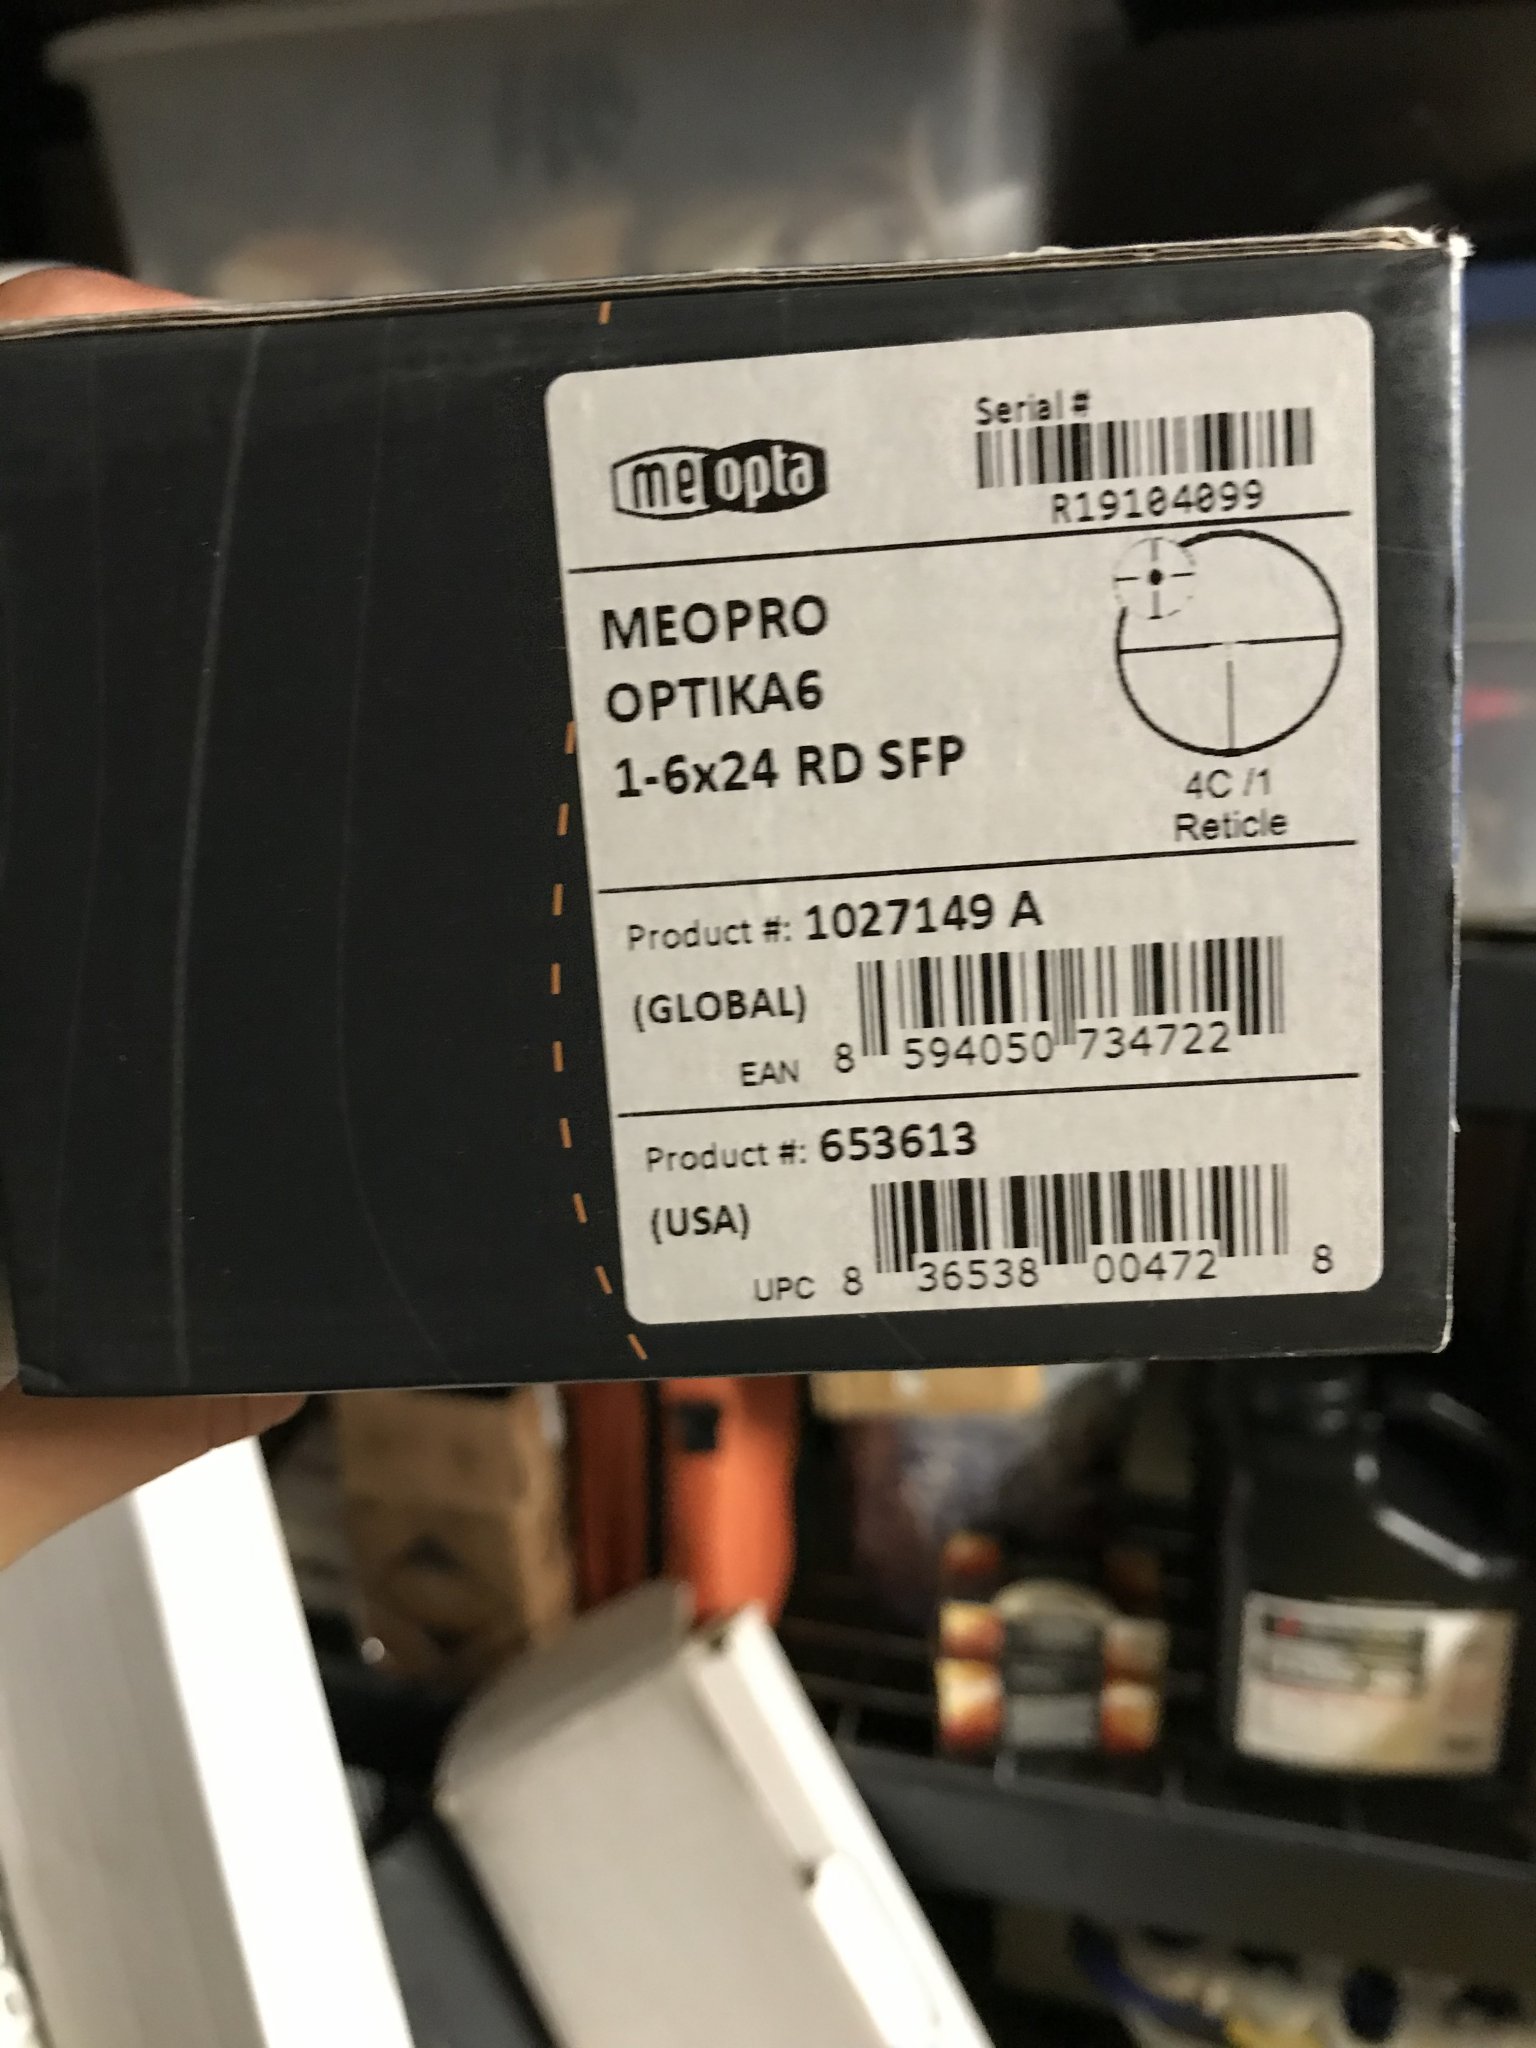 meopta
Serial #
R19104099
MEOPRO
OPTIKA6
1-6x24 RD SFP
4C /1
Reticle
Product #: 1027149 A
(GLOBAL)
EAN 8 594050 734722
Product #: 653613
(USA)
UPC 8 36538 00472 8